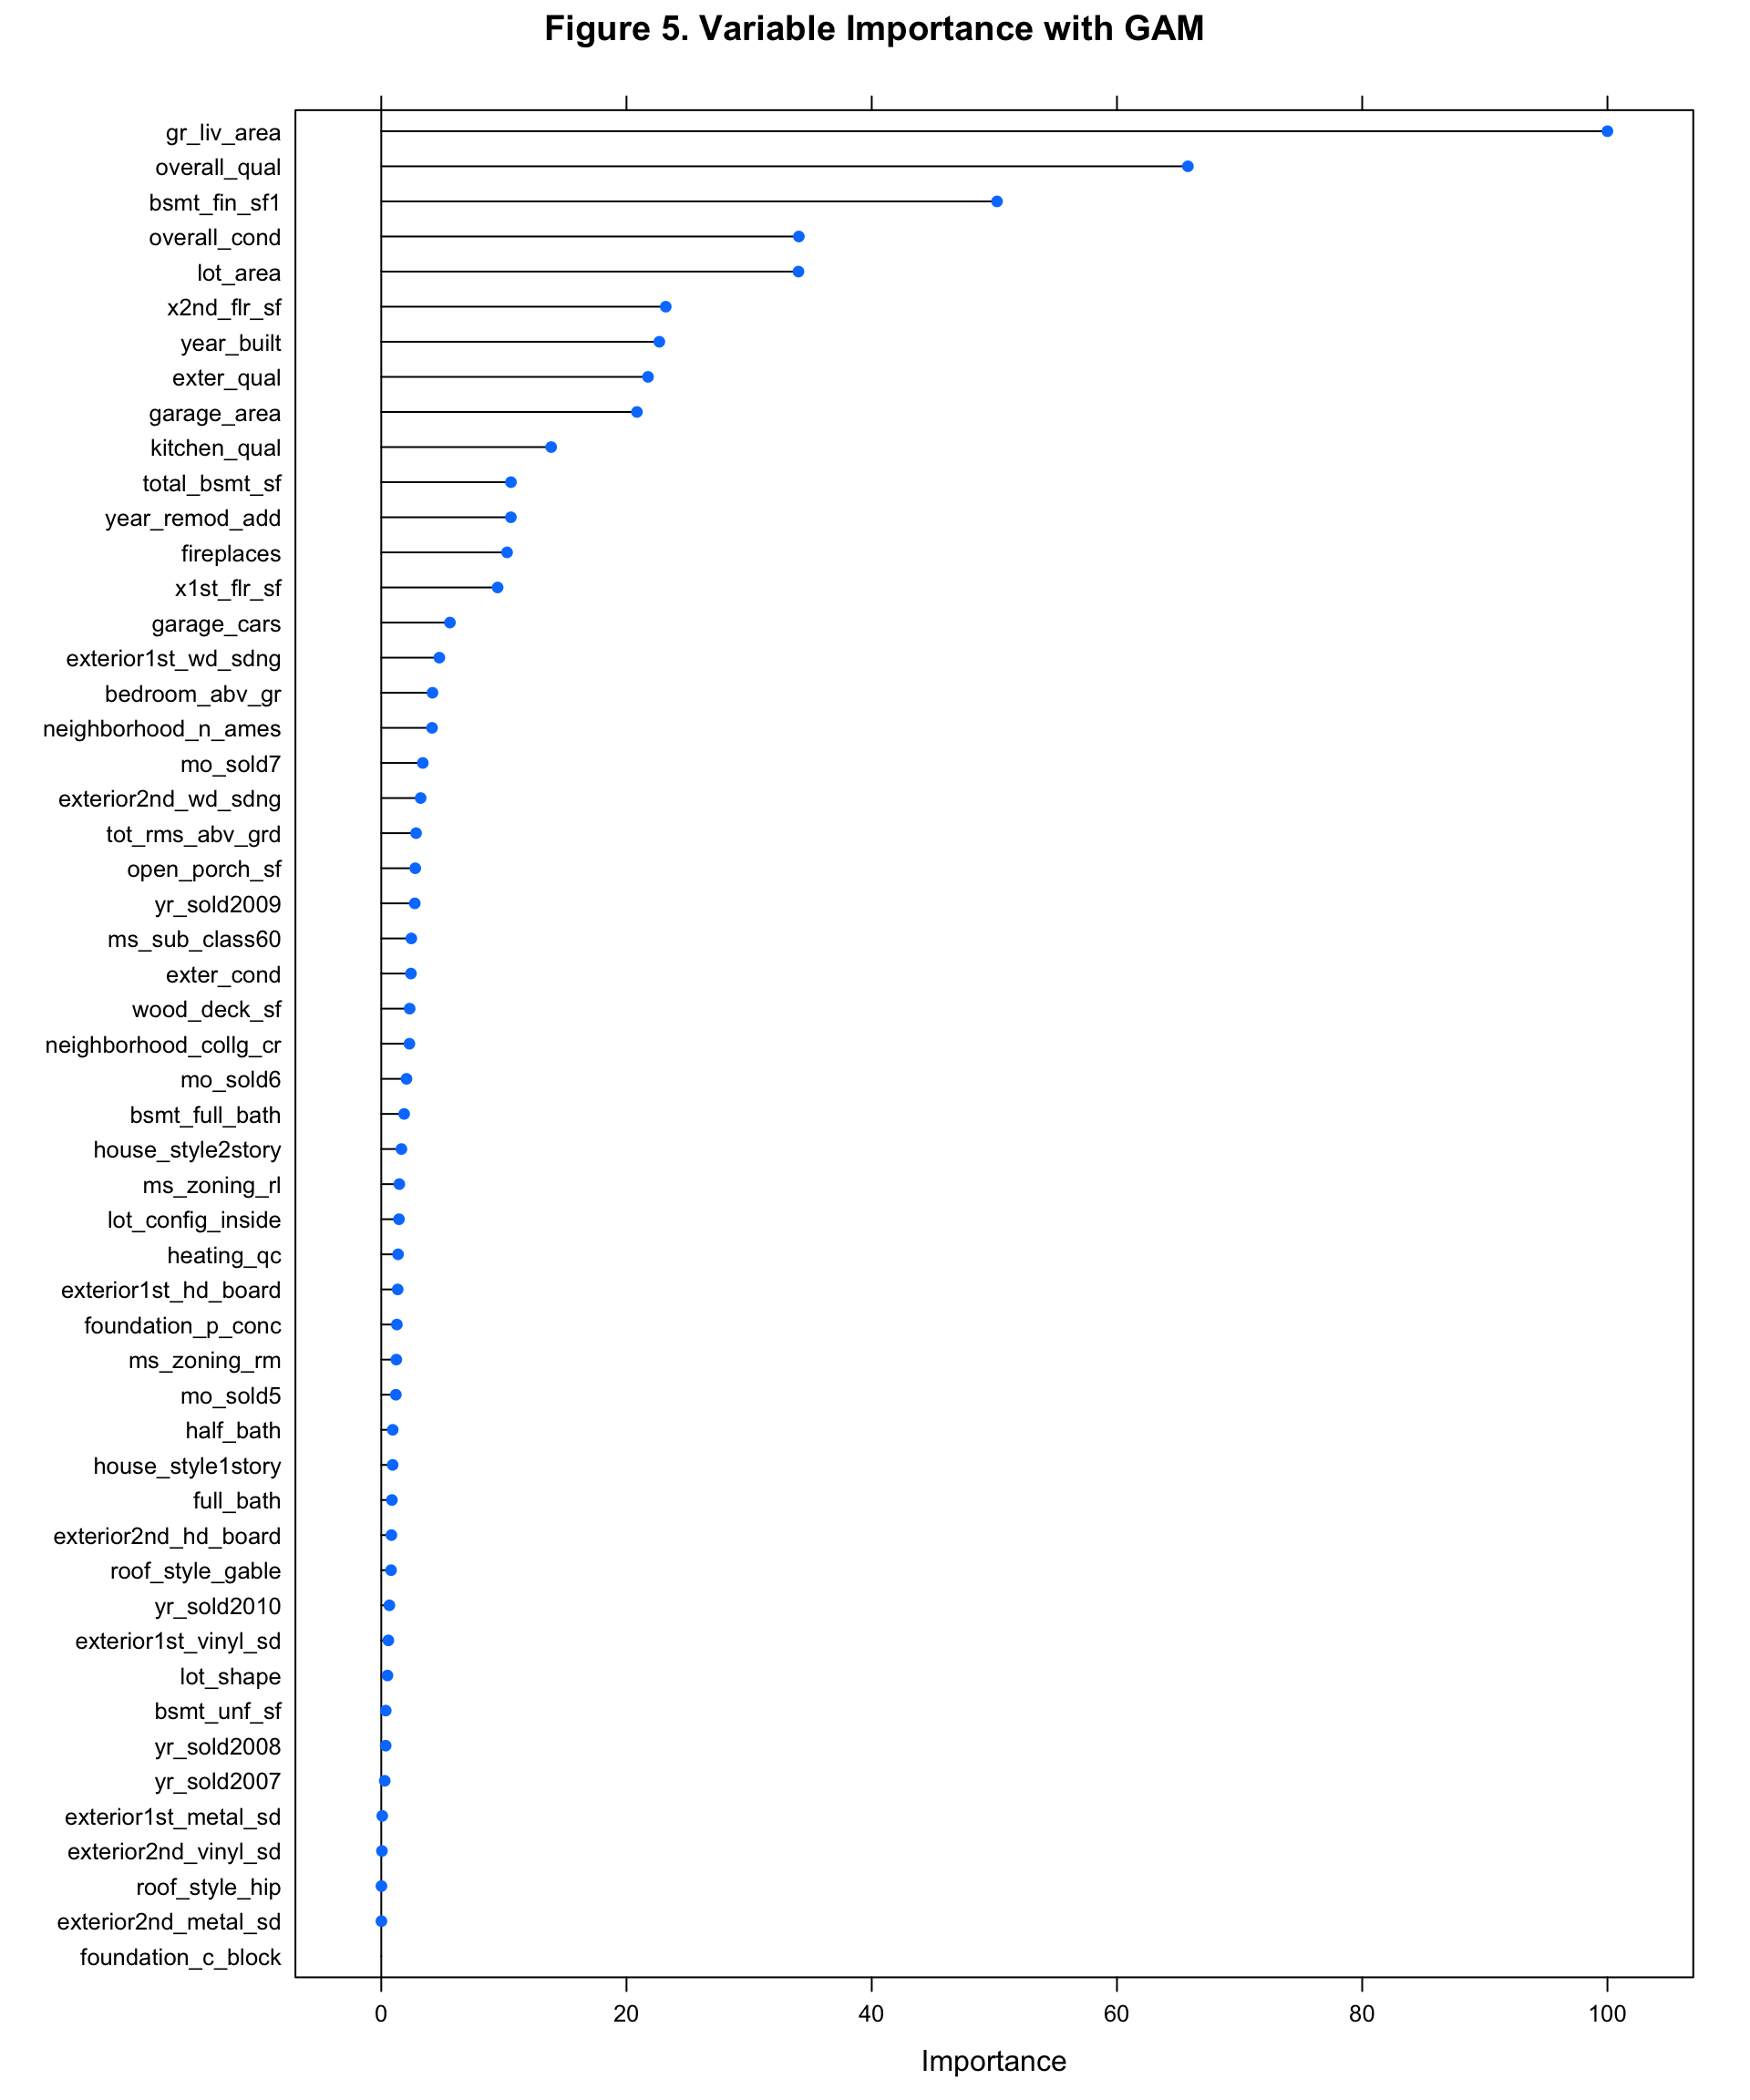 Figure 5. Variable Importance with GAM
gr_liv_area
overall_qual
bsmt_fin_sf1
overall_cond
lot_area
x2nd_flr_sf
year_built
exter_qual
garage_area
kitchen_qual
total_bsmt_sf
year_remod_add
fireplaces
x1st_flr_sf
garage_cars
exterior1st_wd_sdng
bedroom_abv_gr
neighborhood_n_ames
mo_sold7
exterior2nd_wd_sdng
tot_rms_abv_grd
open_porch_sf
yr_sold2009
ms_sub_class60
exter_cond
wood_deck_sf
neighborhood_collg_cr
mo_sold6
bsmt_full_bath
house_style2story
ms_zoning_rl
lot_config_inside
heating_qc
exterior1st_hd_board
foundation_p_conc
ms_zoning_rm
mo_sold5
half_bath
house_style1story
full_bath
exterior2nd_hd_board
roof_style_gable
yr_sold2010
exterior1st_vinyl_sd
lot_shape
bsmt_unf_sf
yr_sold2008
yr_sold2007
exterior1st_metal_sd
exterior2nd_vinyl_sd
roof_style_hip
exterior2nd_metal_sd
foundation_c_block
0 20 40 60 80 100
Importance